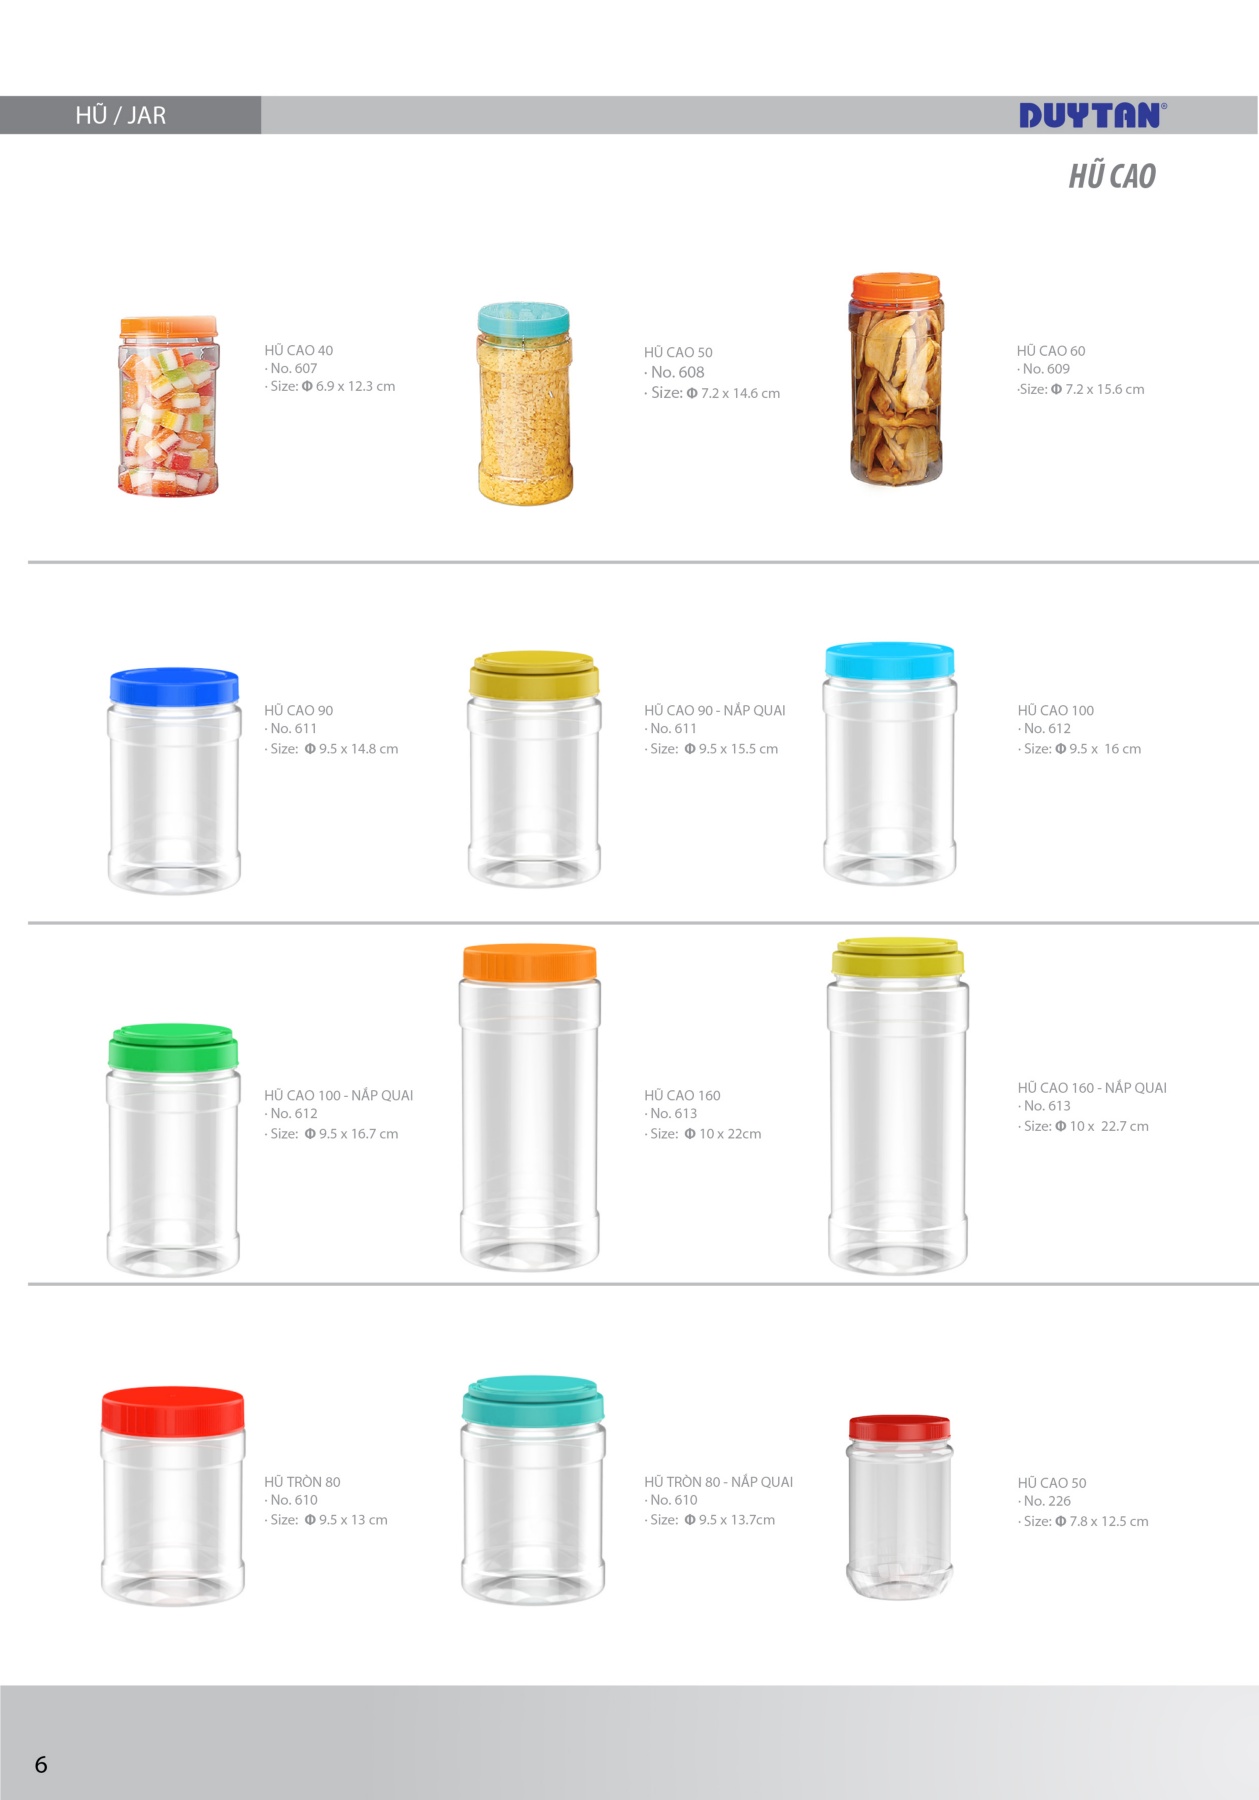 HŨ / JAR
DUYTAN®
HŨ CAO
HŨ CAO 40
· No. 607
· Size: Φ 6.9 x 12.3 cm
HŨ CAO 50
· No. 608
· Size: Φ 7.2 x 14.6 cm
HŨ CAO 60
· No. 609
·Size: Φ 7.2 x 15.6 cm
HŨ CAO 90
· No. 611
· Size: Φ 9.5 x 14.8 cm
HŨ CAO 90 - NẮP QUAI
· No. 611
· Size: Φ 9.5 x 15.5 cm
HŨ CAO 100
· No. 612
· Size: Φ 9.5 x 16 cm
HŨ CAO 100 - NẮP QUAI
· No. 612
· Size: Φ 9.5 x 16.7 cm
HŨ CAO 160
· No. 613
· Size: Φ 10 x 22cm
HŨ CAO 160 - NẮP QUAI
· No. 613
· Size: Φ 10 x 22.7 cm
HŨ TRÒN 80
· No. 610
· Size: Φ 9.5 x 13 cm
HŨ TRÒN 80 - NẮP QUAI
· No. 610
· Size: Φ 9.5 x 13.7cm
HŨ CAO 50
· No. 226
· Size: Φ 7.8 x 12.5 cm
6